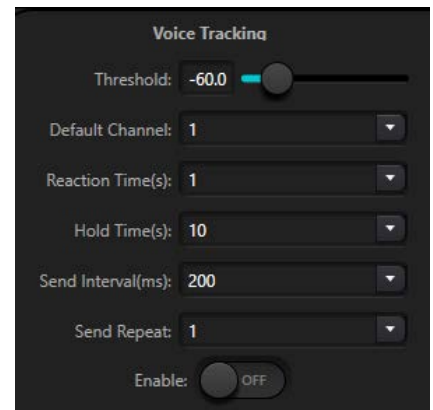 Voice Tracking
Threshold: -60.0
Default Channel: 1
Reaction Time(s): 1
Hold Time(s): 10
Send Interval(ms): 200
Send Repeat: 1
Enable: OFF